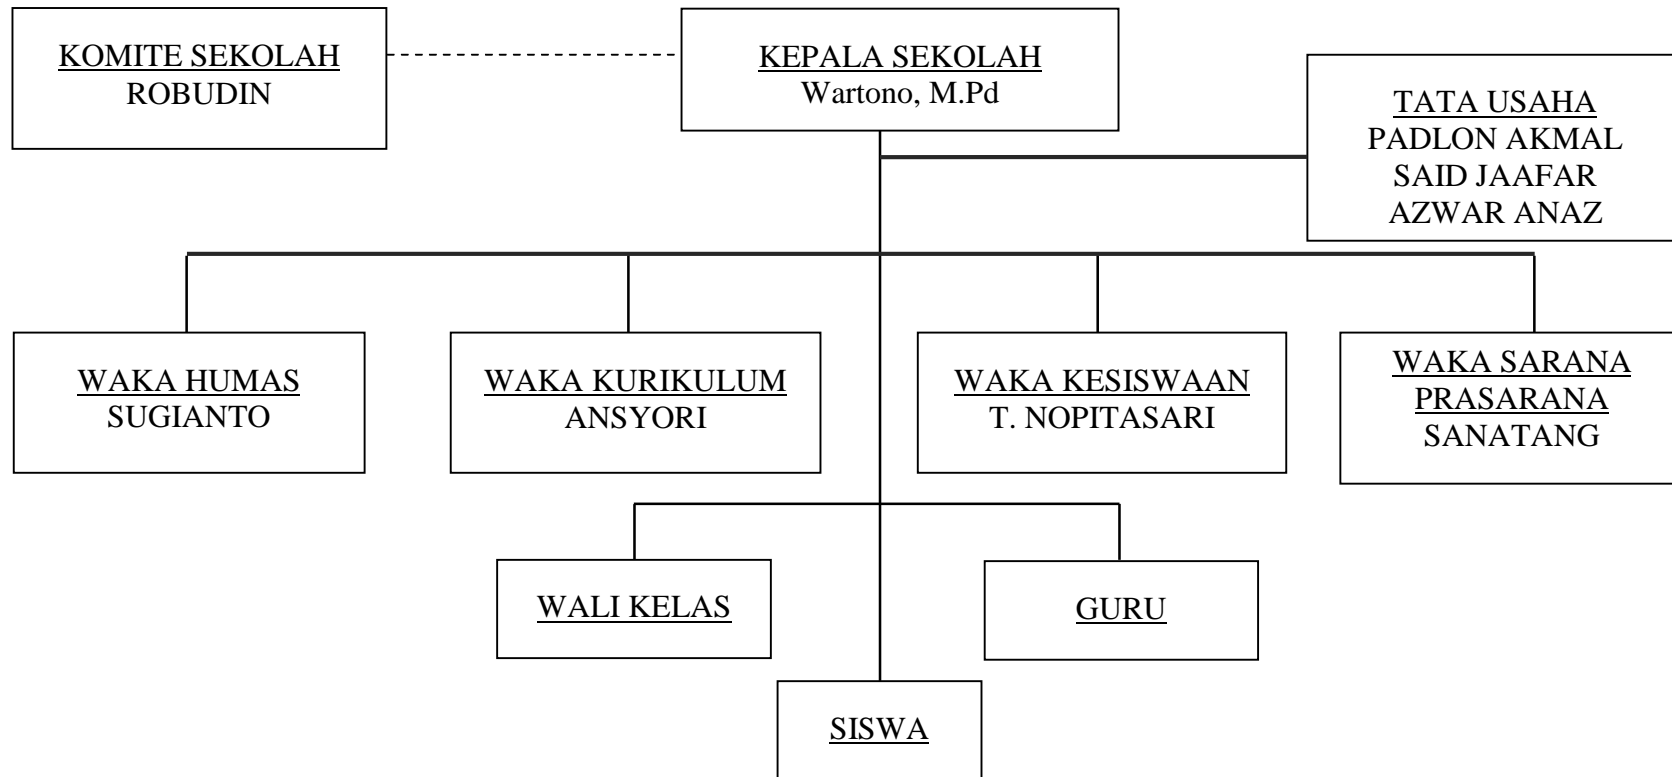 KOMITE SEKOLAH
ROBUDIN
KEPALA SEKOLAH
Wartono, M.Pd
TATA USAHA
PADLON AKMAL
SAID JAAFAR
AZWAR ANAZ
WAKA HUMAS
SUGIANTO
WAKA KURIKULUM
ANSYORI
WAKA KESISWAAN
T. NOPITASARI
WAKA SARANA
PRASARANA
SANATANG
WALI KELAS
GURU
SISWA